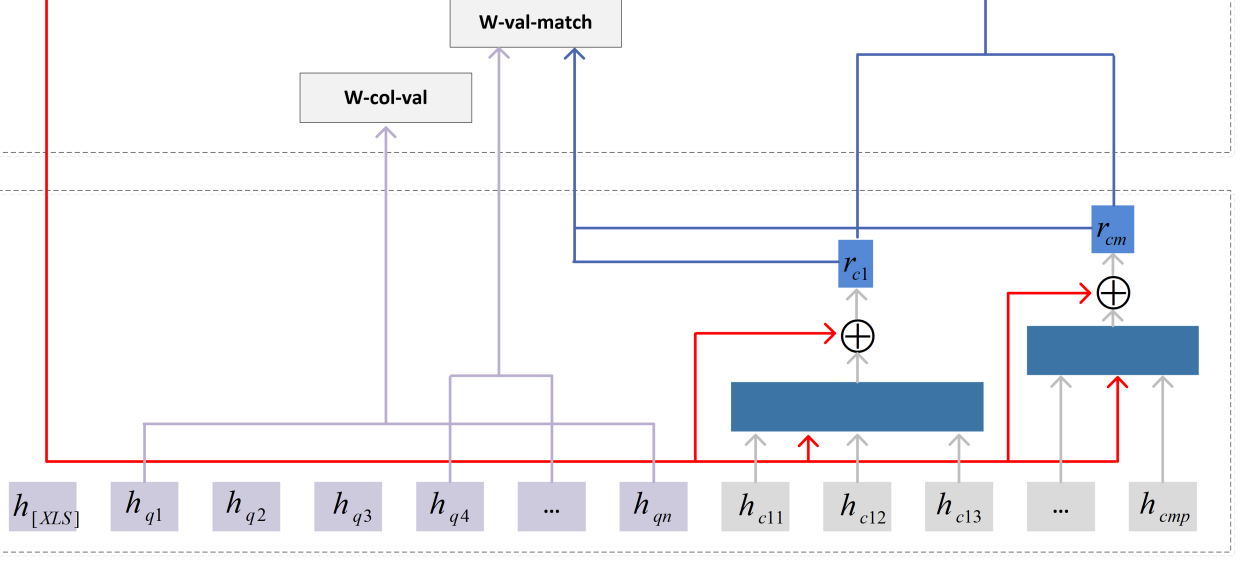 W-val-match
W-col-val
r_cm
r_c1
h_[XLS] h_q1 h_q2 h_q3 h_q4 ... h_qn h_c11 h_c12 h_c13 ... h_cmp